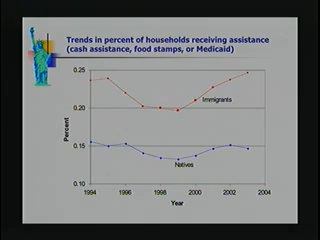 Trends in percent of households receiving assistance
(cash assistance, food stamps, or Medicaid)
0.25
0.20
0.15
0.10
Percent
Immigrants
Natives
1994
1996
1998
2000
2002
2004
Year